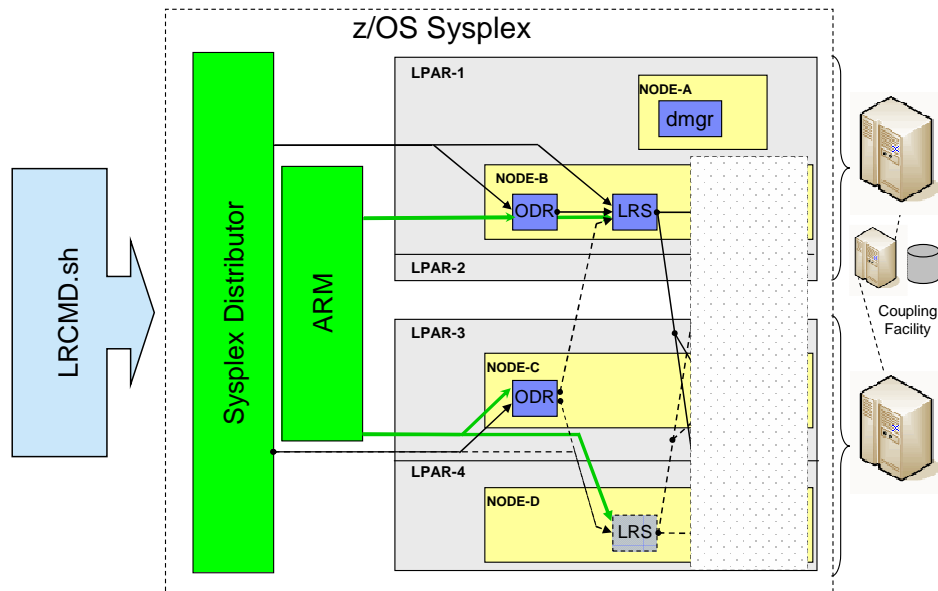 z/OS Sysplex
LPAR-1
NODE-A
dmgr
NODE-B
ODR
LRS
LPAR-2
LRCMD.sh
Sysplex Distributor
ARM
Coupling
Facility
LPAR-3
NODE-C
ODR
LPAR-4
NODE-D
LRS